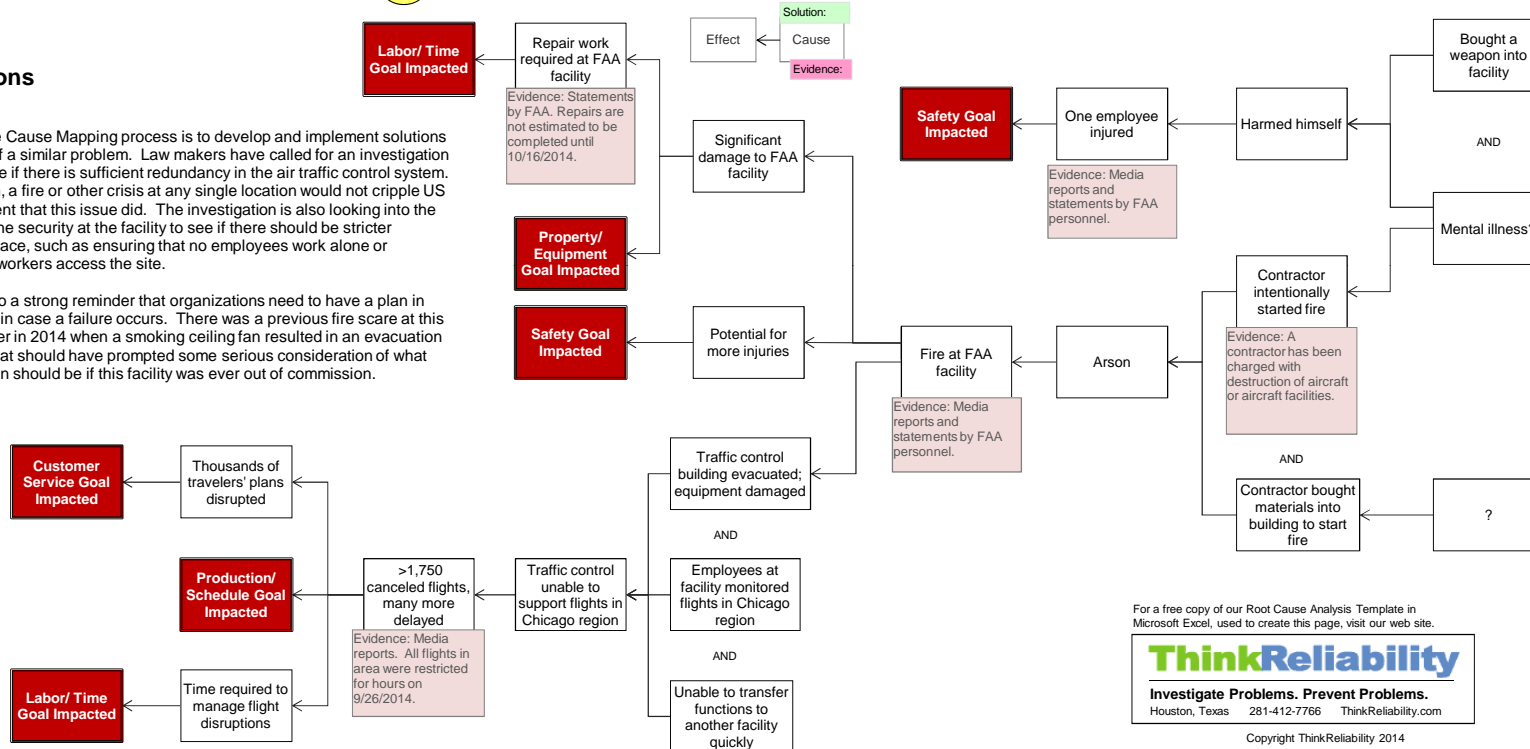 Solution:
Effect
Cause
Evidence:
Labor/ Time
Goal Impacted
Repair work
required at FAA
facility
Evidence: Statements
by FAA. Repairs are
not estimated to be
completed until
10/16/2014.
Bought a
weapon into
facility
AND
Safety Goal
Impacted
One employee
injured
Evidence: Media
reports and
statements by FAA
personnel.
Harmed himself
Mental illness?
ons
e Cause Mapping process is to develop and implement solutions
f a similar problem.  Law makers have called for an investigation
e if there is sufficient redundancy in the air traffic control system.
, a fire or other crisis at any single location would not cripple US
ent that this issue did.  The investigation is also looking into the
he security at the facility to see if there should be stricter
ace, such as ensuring that no employees work alone or
workers access the site.
o a strong reminder that organizations need to have a plan in
in case a failure occurs.  There was a previous fire scare at this
er in 2014 when a smoking ceiling fan resulted in an evacuation
at should have prompted some serious consideration of what
n should be if this facility was ever out of commission.
Significant
damage to FAA
facility
Property/
Equipment
Goal Impacted
Safety Goal
Impacted
Potential for
more injuries
Fire at FAA
facility
Evidence: Media
reports and
statements by FAA
personnel.
Arson
Contractor
intentionally
started fire
Evidence: A
contractor has been
charged with
destruction of aircraft
or aircraft facilities.
AND
Contractor bought
materials into
building to start
fire
?
Customer
Service Goal
Impacted
Thousands of
travelers' plans
disrupted
Production/
Schedule Goal
Impacted
Labor/ Time
Goal Impacted
Time required to
manage flight
disruptions
>1,750
canceled flights,
many more
delayed
Evidence: Media
reports.  All flights in
area were restricted
for hours on
9/26/2014.
Traffic control
unable to
support flights in
Chicago region
Traffic control
building evacuated;
equipment damaged
AND
Employees at
facility monitored
flights in Chicago
region
AND
Unable to transfer
functions to
another facility
quickly
For a free copy of our Root Cause Analysis Template in
Microsoft Excel, used to create this page, visit our web site.
ThinkReliability
Investigate Problems. Prevent Problems.
Houston, Texas 281-412-7766 ThinkReliability.com
Copyright ThinkReliability 2014